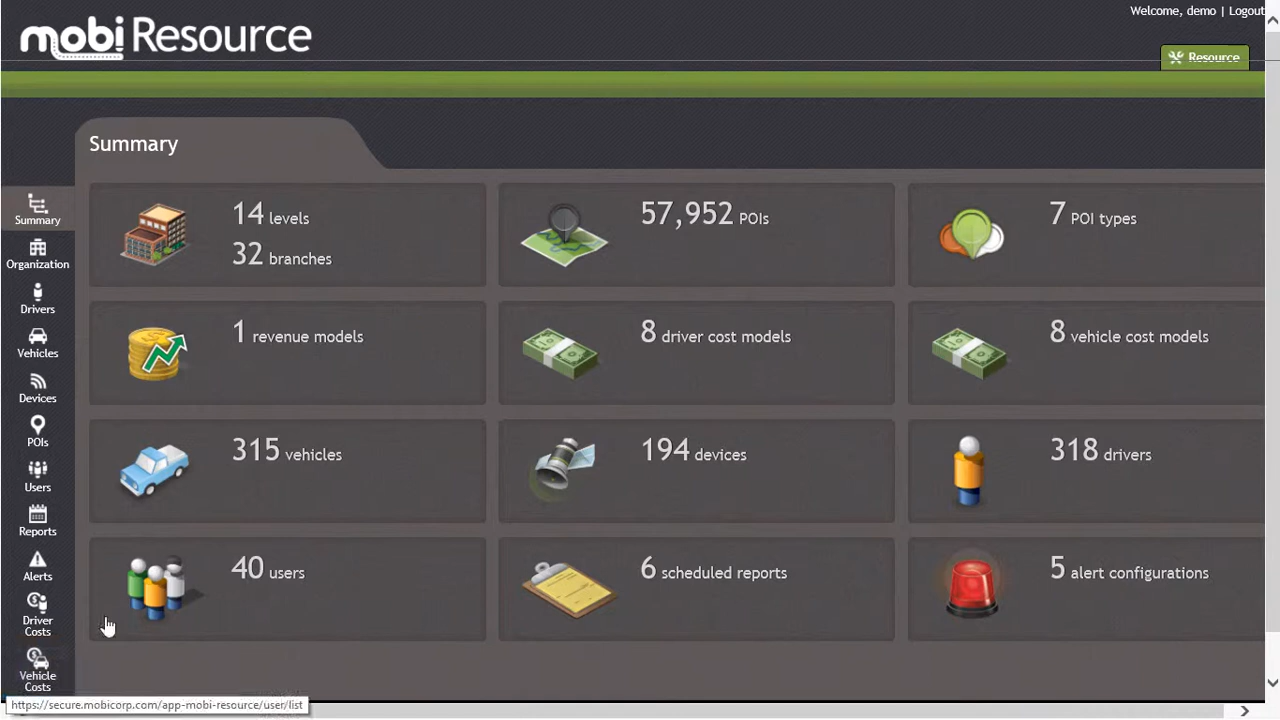 Welcome, demo | Logout
mobiResource
Resource
Summary
14 levels
32 branches
57,952 POIs
7 POI types
1 revenue models
8 driver cost models
8 vehicle cost models
315 vehicles
194 devices
318 drivers
40 users
6 scheduled reports
5 alert configurations
Summary
Organization
Drivers
Vehicles
Devices
POIs
Users
Reports
Alerts
Driver
Costs
Vehicle
Costs
https://secure.mobicorp.com/app-mobi-resource/user/list